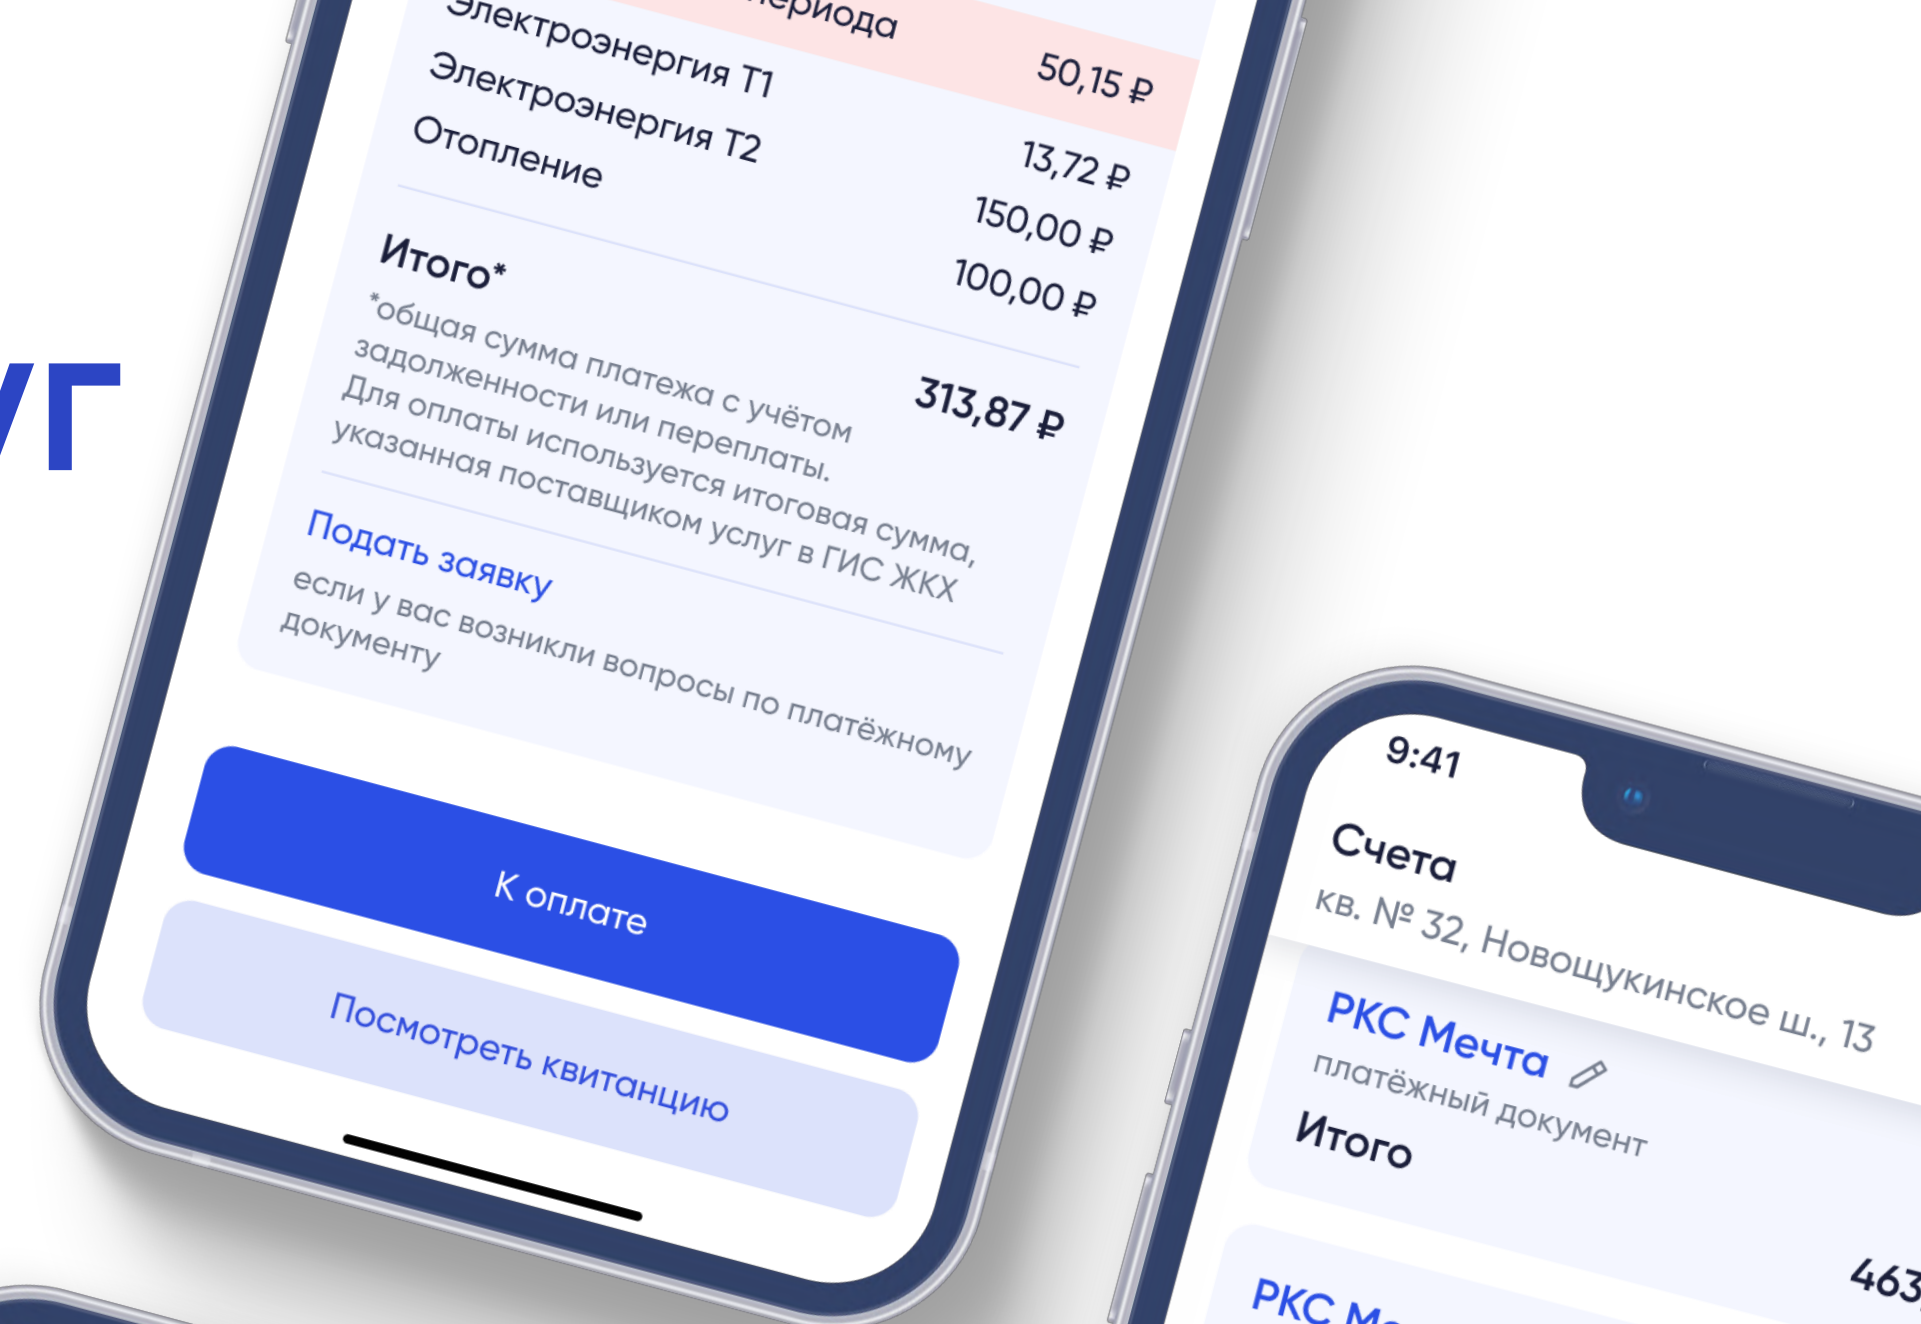 периода 50,15 ₽
Электроэнергия Т1 13,72 ₽
Электроэнергия Т2 150,00 ₽
Отопление 100,00 ₽
Итого* 313,87 ₽
*общая сумма платежа с учётом
задолженности или переплаты.
Для оплаты используется итоговая сумма,
указанная поставщиком услуг в ГИС ЖКХ
Подать заявку
если у вас возникли вопросы по платёжному
документу
К оплате
Посмотреть квитанцию
9:41
Счета
кв. № 32, Новощукинское ш., 13
РКС Мечта
платёжный документ
Итого
463,
РКС